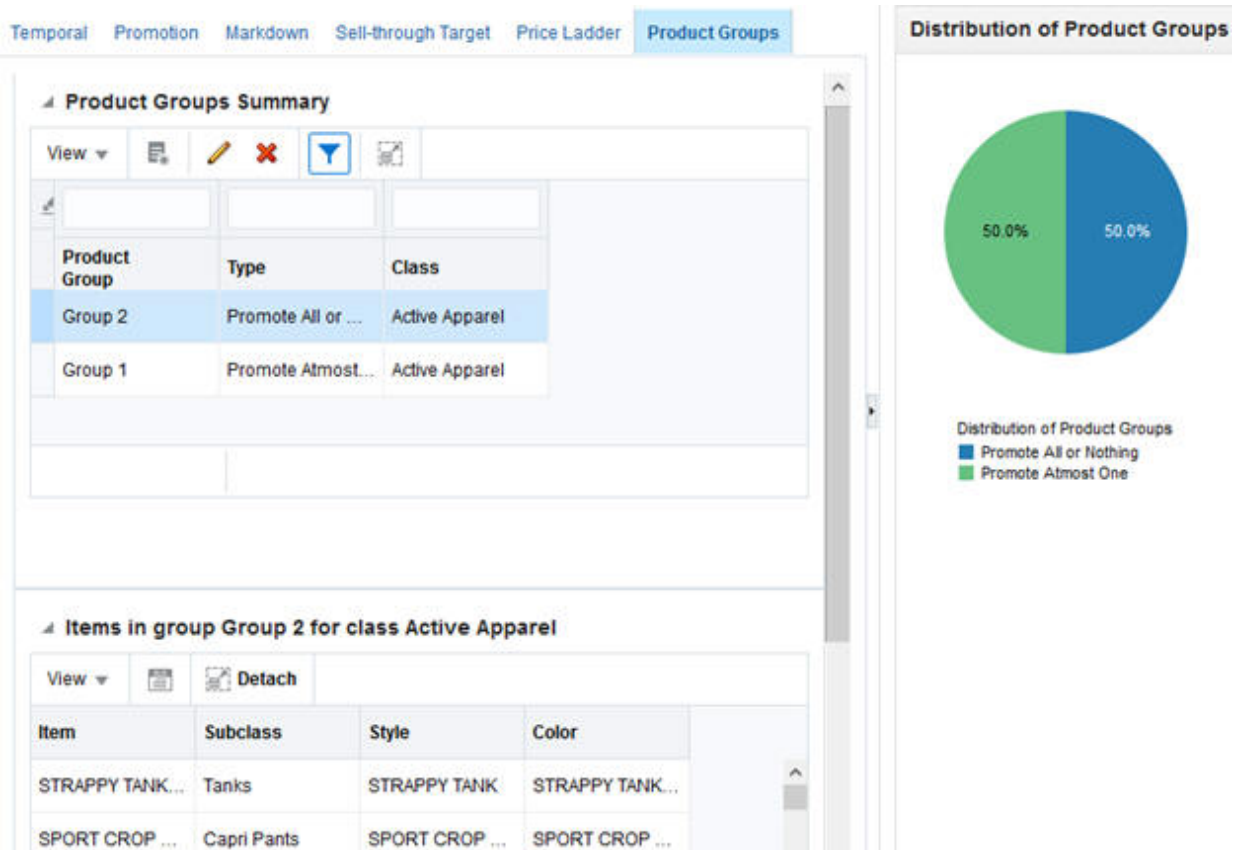 Temporal Promotion Markdown Sell-through Target Price Ladder Product Groups
Product Groups Summary
View
Product Group Type Class
Group 2 Promote All or ... Active Apparel
Group 1 Promote Atmost... Active Apparel
Items in group Group 2 for class Active Apparel
View Detach
Item Subclass Style Color
STRAPPY TANK... Tanks STRAPPY TANK STRAPPY TANK...
SPORT CROP ... Capri Pants SPORT CROP ... SPORT CROP ...
Distribution of Product Groups
50.0% 50.0%
Distribution of Product Groups
Promote All or Nothing
Promote Atmost One